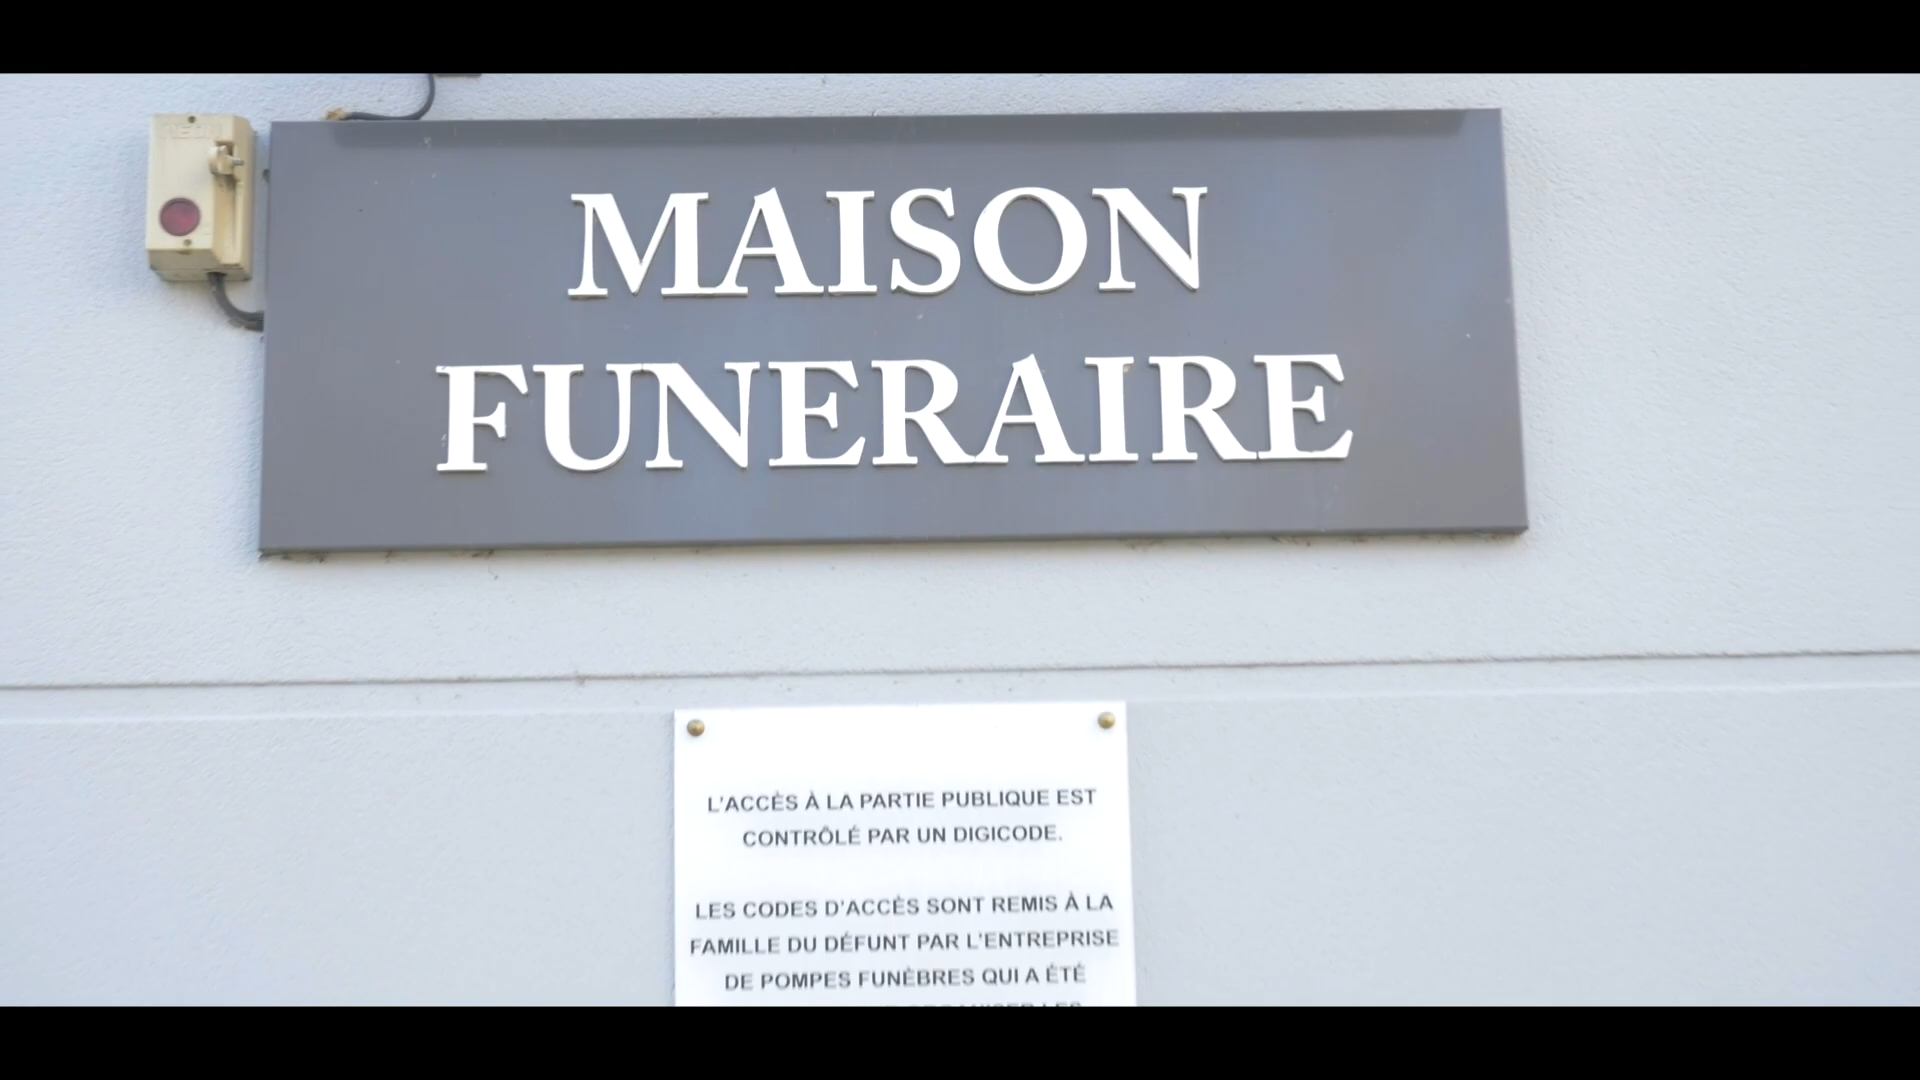 MAISON
FUNERAIRE
L'ACCÈS À LA PARTIE PUBLIQUE EST
CONTRÔLÉ PAR UN DIGICODE.
LES CODES D'ACCÈS SONT REMIS À LA
FAMILLE DU DÉFUNT PAR L'ENTREPRISE
DE POMPES FUNÈBRES QUI A ÉTÉ